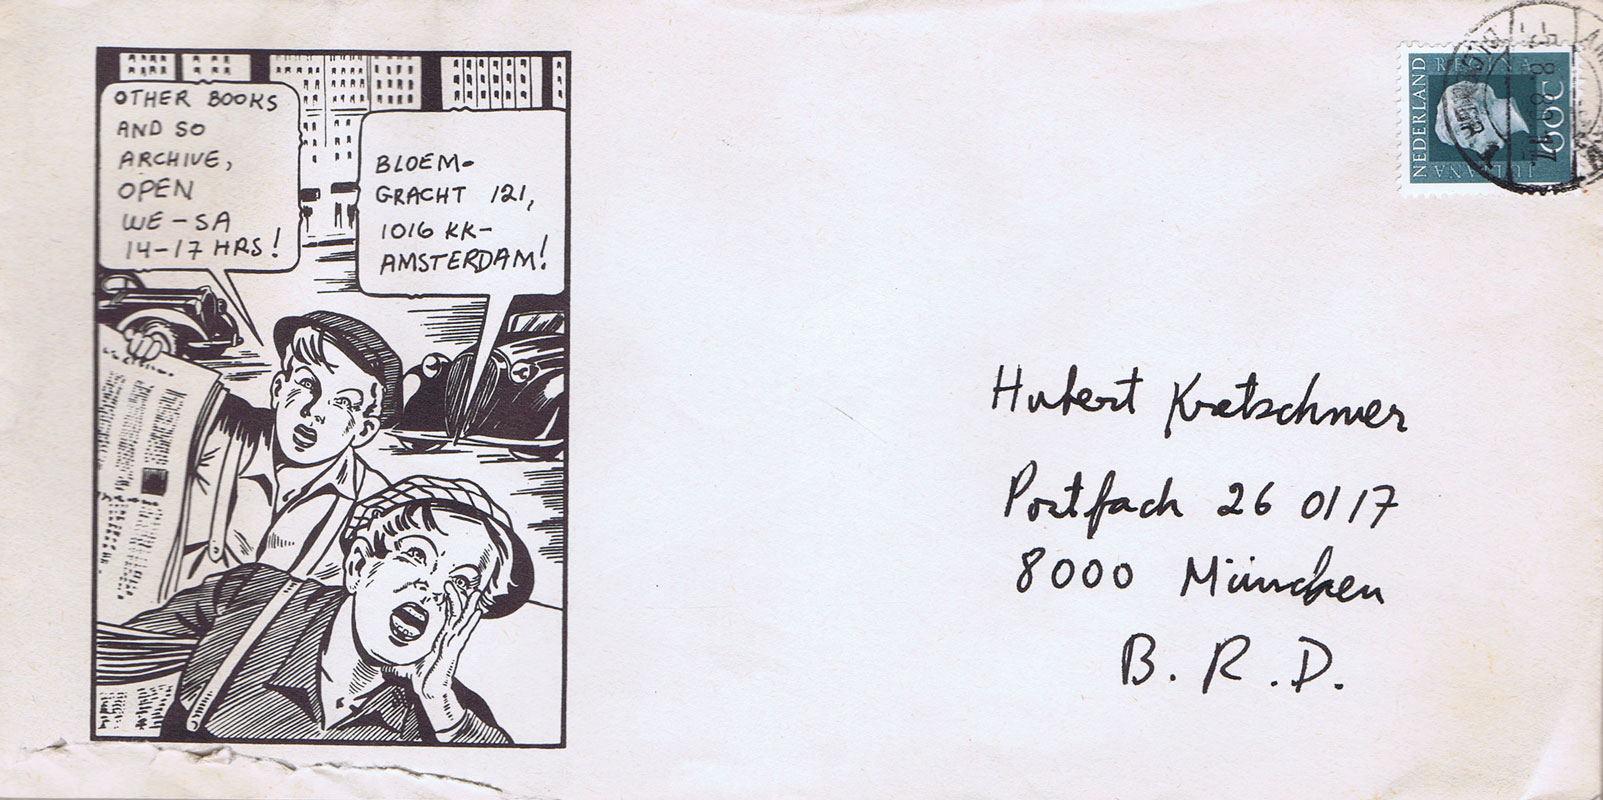 OTHER BOOKS
AND SO
ARCHIVE,
OPEN
WE-SA
14-17 HRS!
BLOEM-
GRACHT 121,
1016 KK-
AMSTERDAM!
NEDERLAND
REGINA
JULIANA
60C
Hubert Kretschmer
Postfach 26 01 17
8000 München
B. R. D.